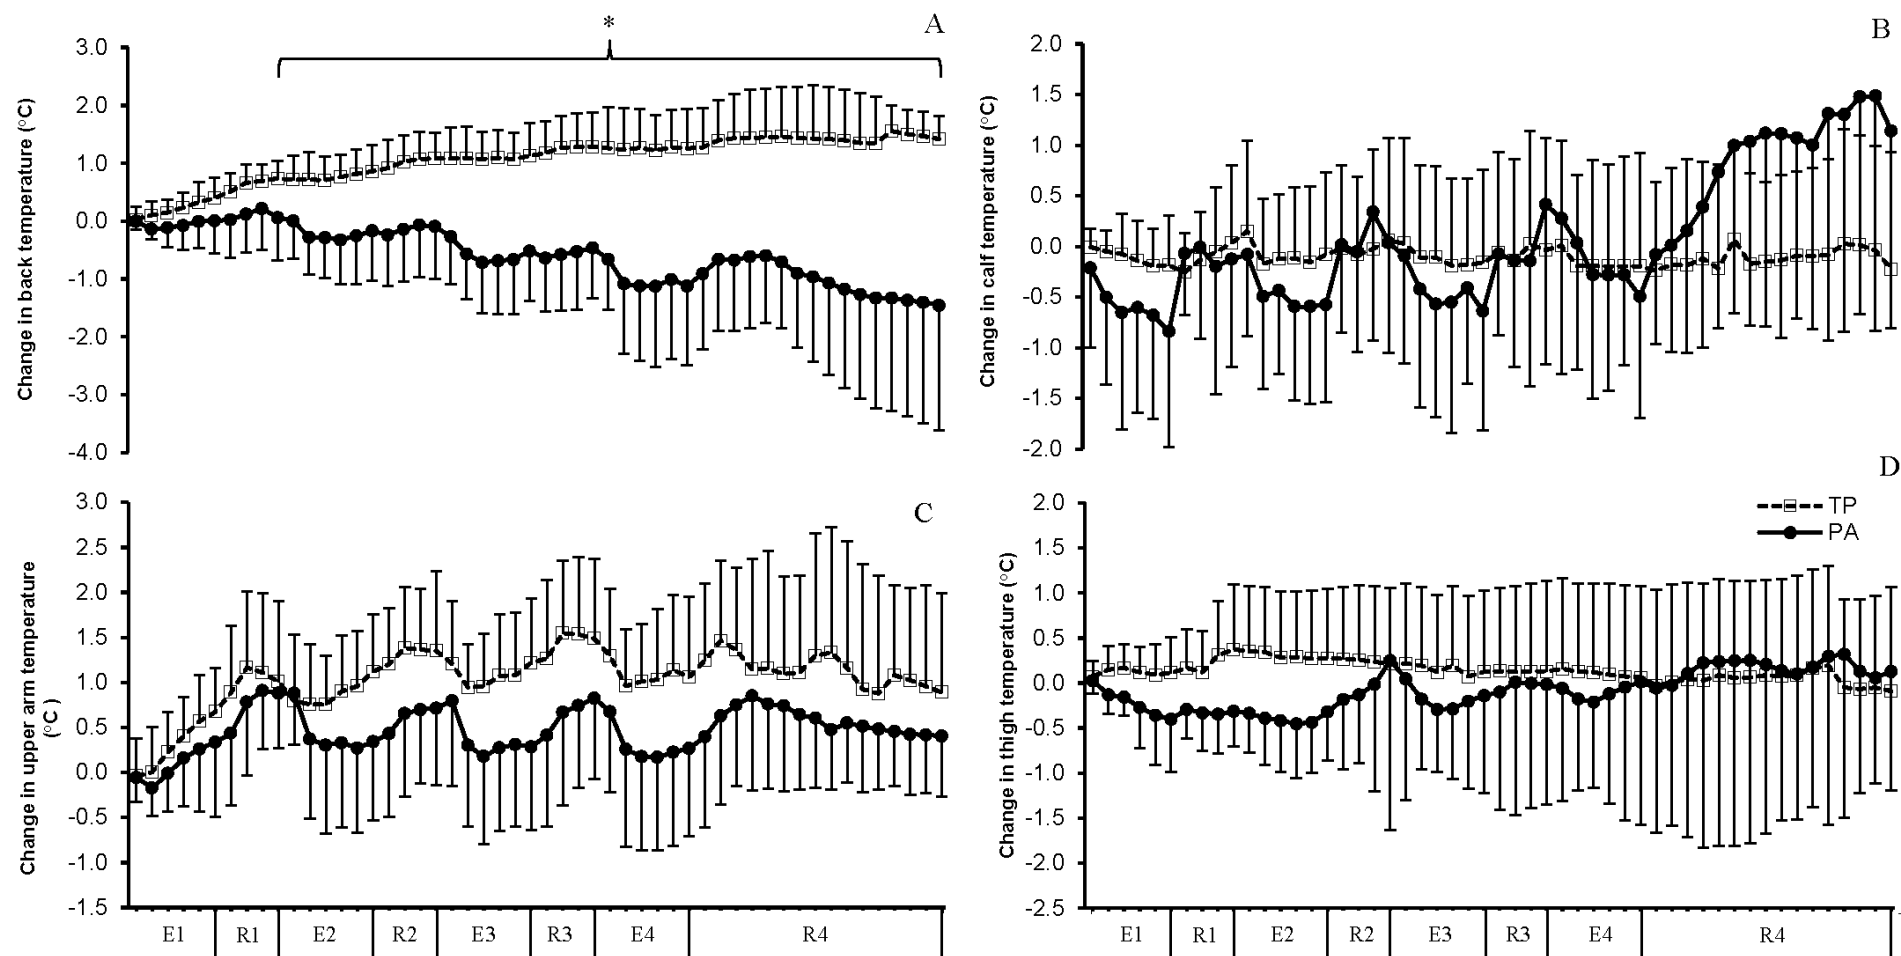 *
A
3.0
2.0
1.0
0.0
-1.0
-2.0
-3.0
-4.0
Change in back temperature (°C)
B
2.0
1.5
1.0
0.5
0.0
-0.5
-1.0
-1.5
-2.0
Change in calf temperature (°C)
C
3.0
2.5
2.0
1.5
1.0
0.5
0.0
-0.5
-1.0
-1.5
Change in upper arm temperature
(°C )
E1 R1 E2 R2 E3 R3 E4 R4
D
TP
PA
2.0
1.5
1.0
0.5
0.0
-0.5
-1.0
-1.5
-2.0
-2.5
Change in thigh temperature (°C)
E1 R1 E2 R2 E3 R3 E4 R4